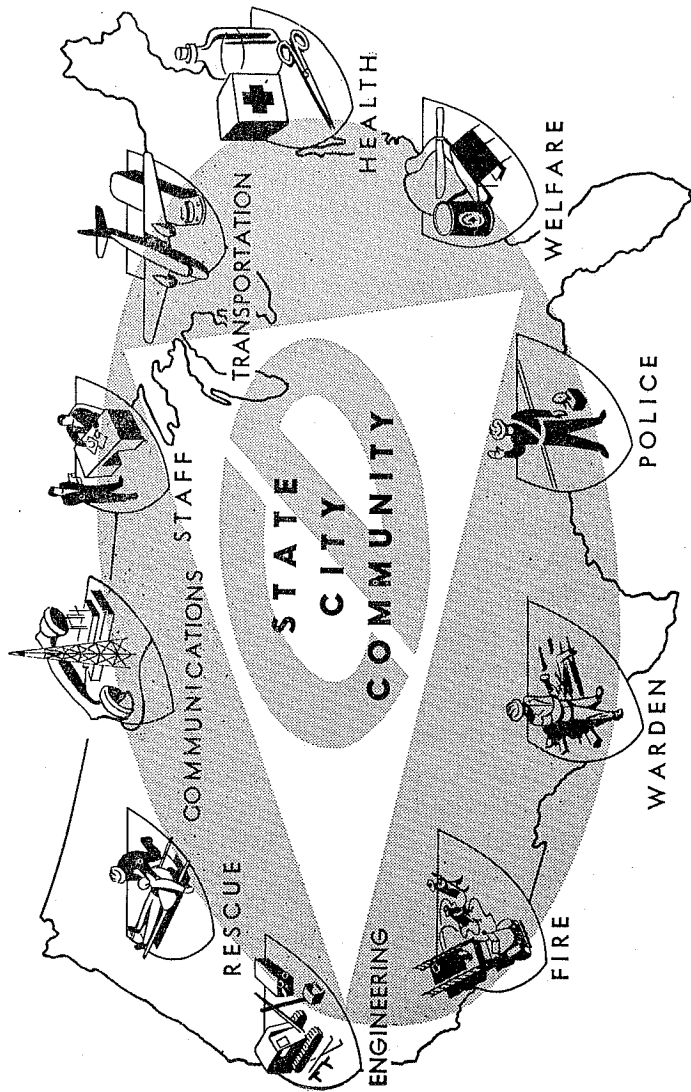 COMMUNICATIONS
STAFF
TRANSPORTATION
HEALTH
RESCUE
STATE
CITY
COMMUNITY
ENGINEERING
FIRE
WARDEN
POLICE
WELFARE